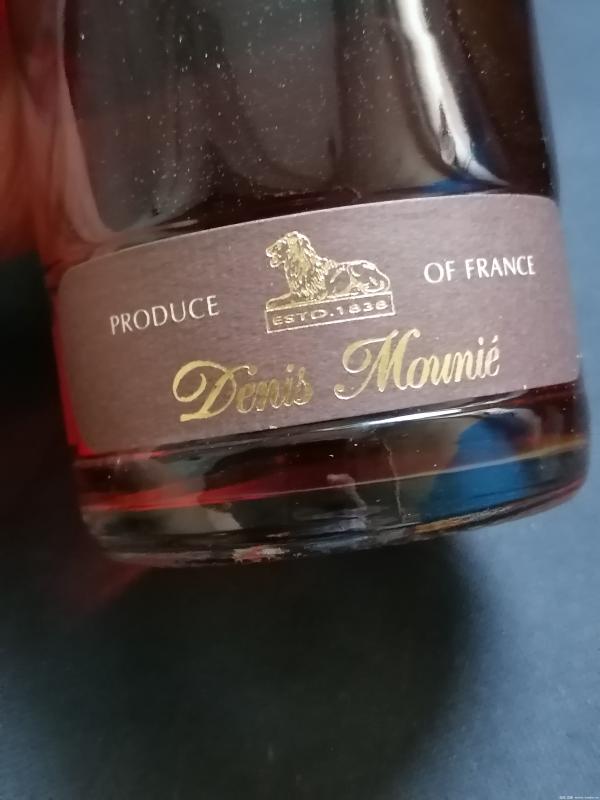 PRODUCE OF FRANCE
ESTD.1838
Denis Mounié